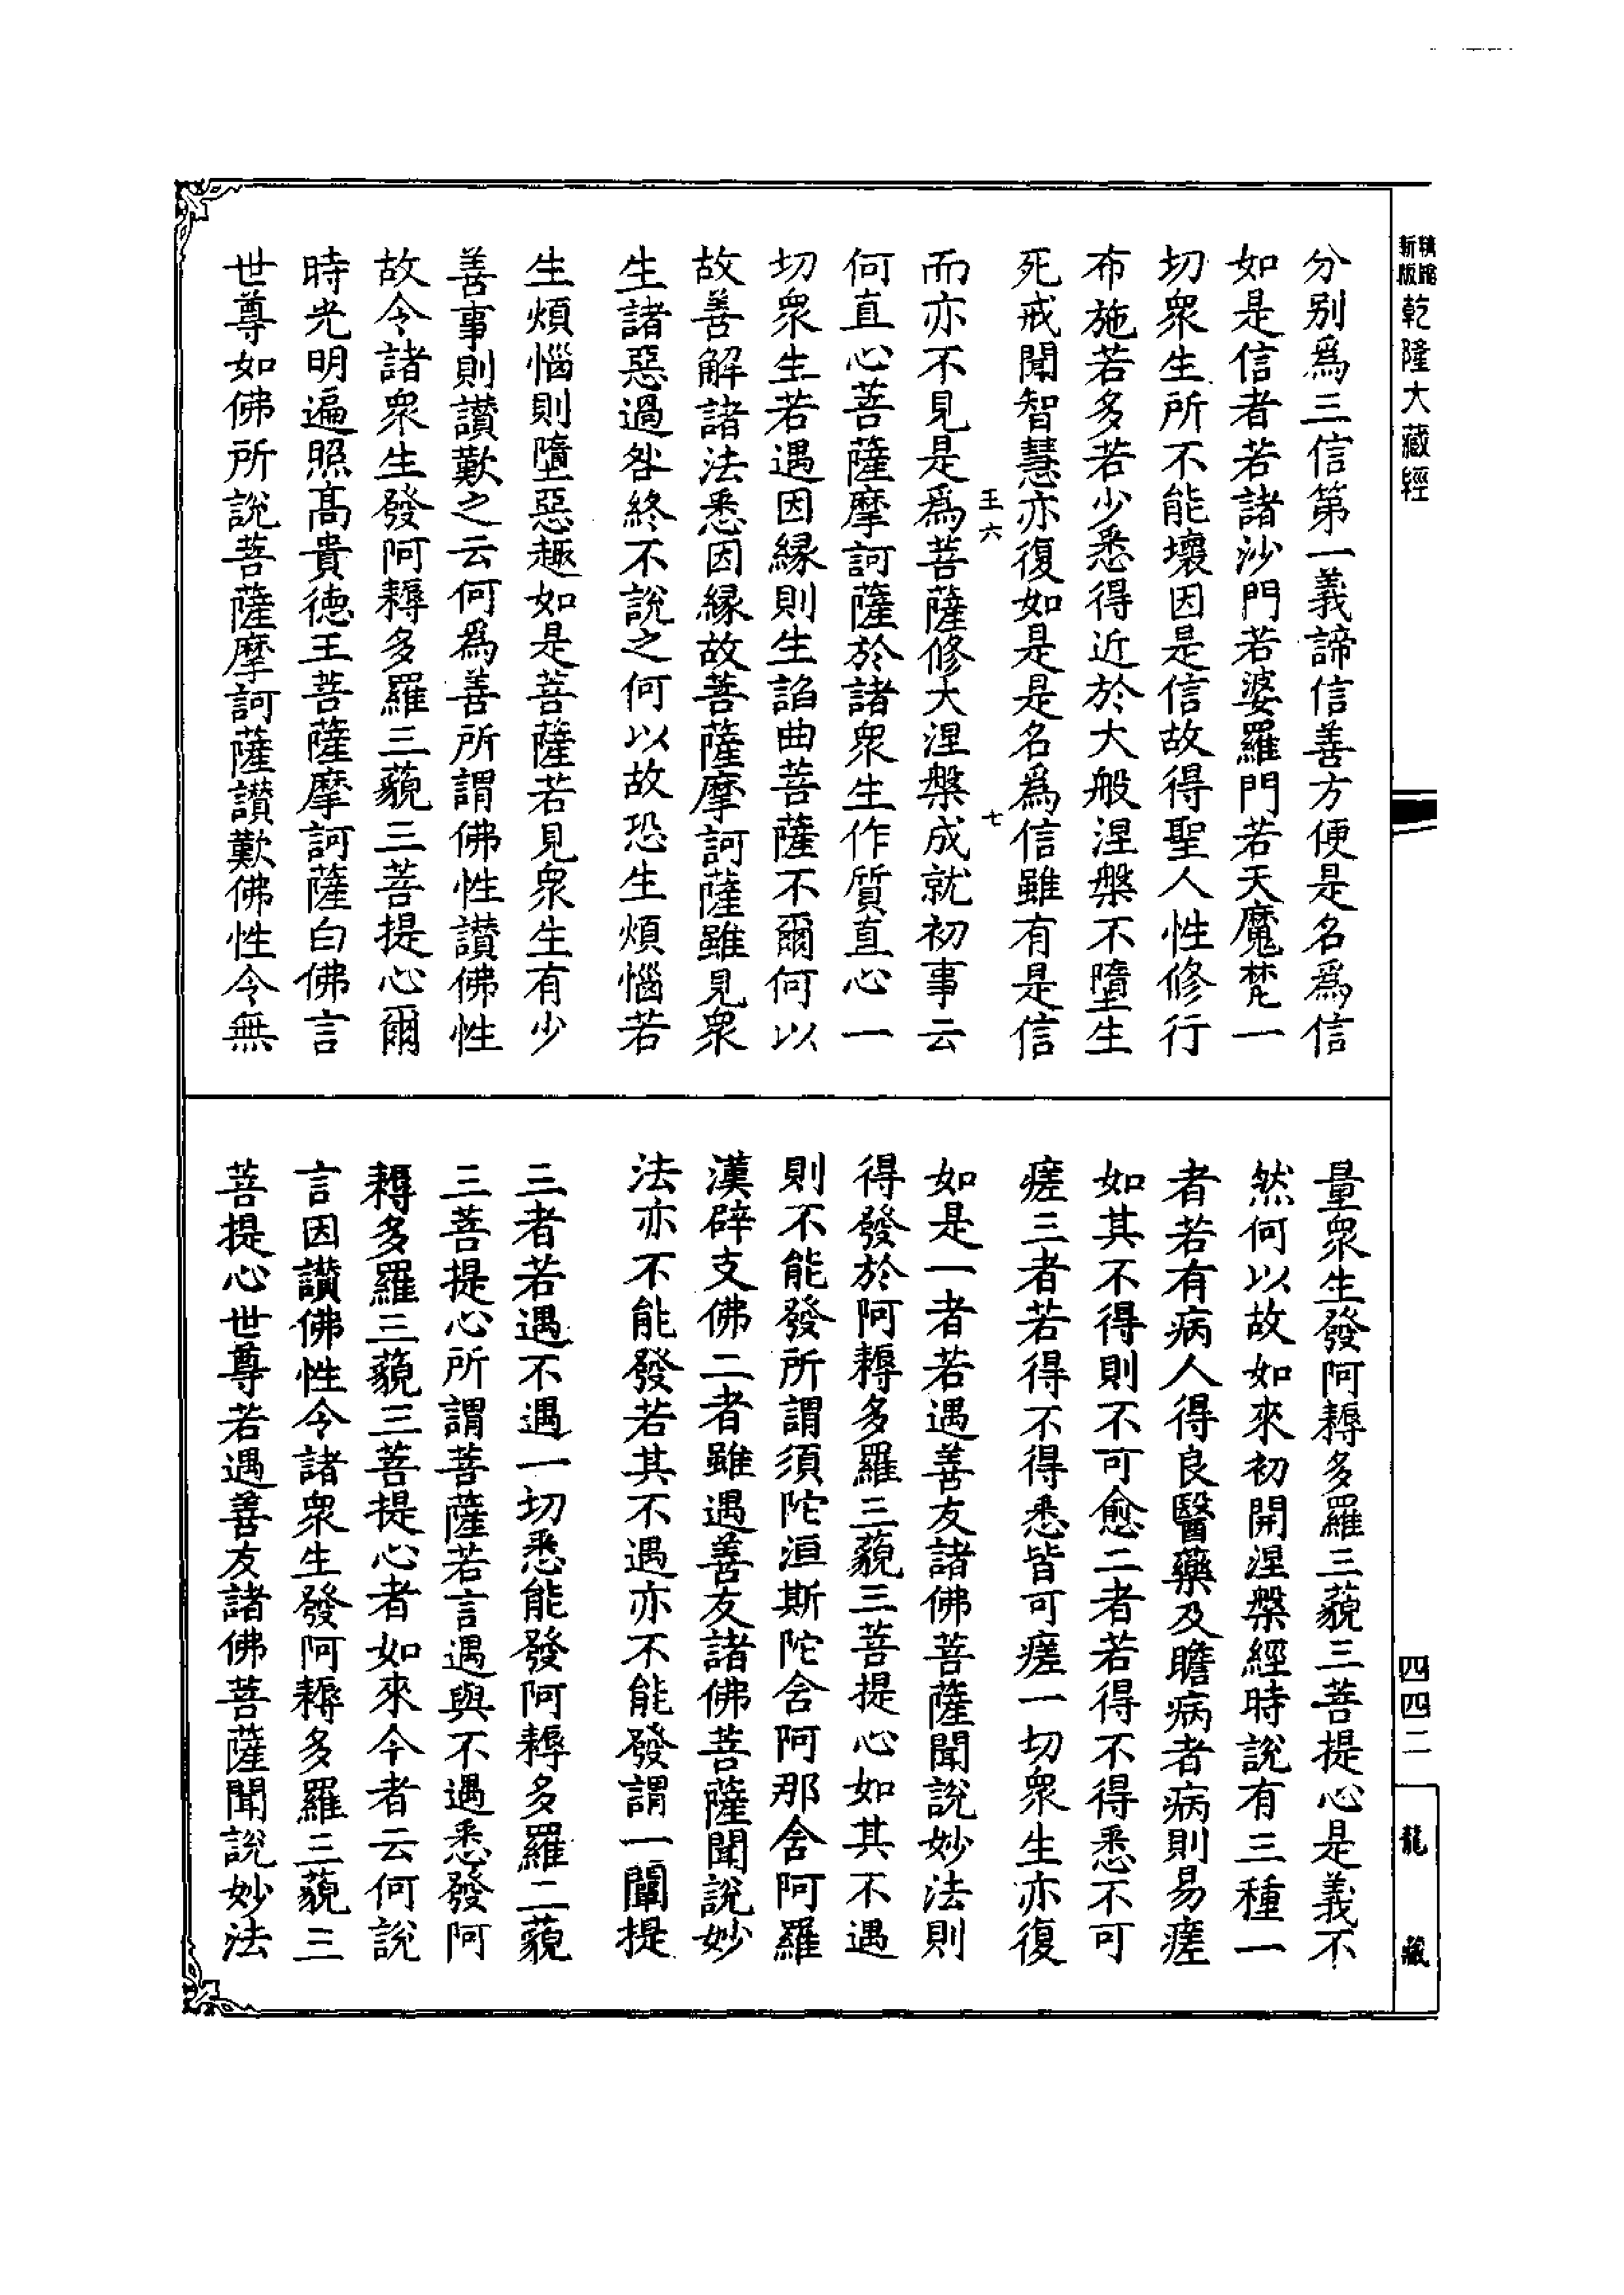 精縮新版乾隆大藏經
分別爲三信第一義諦信善方便是名爲信
如是信者若諸沙門若婆羅門若天魔梵一
切衆生所不能壞因是信故得聖人性修行
布施若多若少悉得近於大般涅槃不墮生
死戒聞智慧亦復如是是名爲信雖有是信
王六 七
而亦不見是爲菩薩修大涅槃成就初事云
何直心菩薩摩訶薩於諸衆生作質直心一
切衆生若遇因緣則生諂曲菩薩不爾何以
故善解諸法悉因緣故菩薩摩訶薩雖見衆
生諸惡過咎終不說之何以故恐生煩惱若
生煩惱則墮惡趣如是菩薩若見衆生有少
善事則讚歎之云何爲善所謂佛性讚佛性
故令諸衆生發阿耨多羅三藐三菩提心爾
時光明遍照高貴德王菩薩摩訶薩白佛言
世尊如佛所說菩薩摩訶薩讚歎佛性令無
量衆生發阿耨多羅三藐三菩提心是義不
然何以故如來初開涅槃經時說有三種一
者若有病人得良醫藥及瞻病者病則易瘥
如其不得則不可愈二者若得不得悉不可
瘥三者若得不得悉皆可瘥一切衆生亦復
如是一者若遇善友諸佛菩薩聞說妙法則
得發於阿耨多羅三藐三菩提心如其不遇
則不能發所謂須陀洹斯陀含阿那含阿羅
漢辟支佛二者雖遇善友諸佛菩薩聞說妙
法亦不能發若其不遇亦不能發謂一闡提
三者若遇不遇一切悉能發阿耨多羅三藐
三菩提心所謂菩薩若言遇與不遇悉發阿
耨多羅三藐三菩提心者如來今者云何說
言因讚佛性令諸衆生發阿耨多羅三藐三
菩提心世尊若遇善友諸佛菩薩聞說妙法
四四二
龍藏